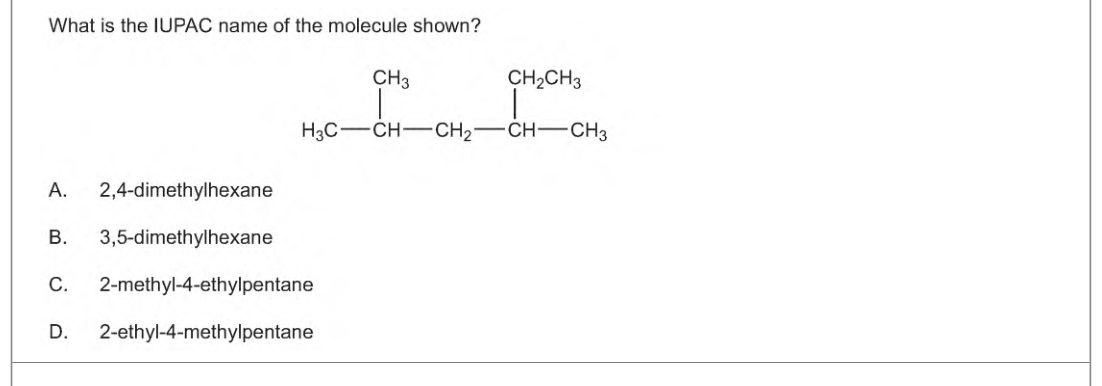 What is the IUPAC name of the molecule shown?
CH₃ CH₂CH₃
H₃C—CH—CH₂—CH—CH₃
A. 2,4-dimethylhexane
B. 3,5-dimethylhexane
C. 2-methyl-4-ethylpentane
D. 2-ethyl-4-methylpentane